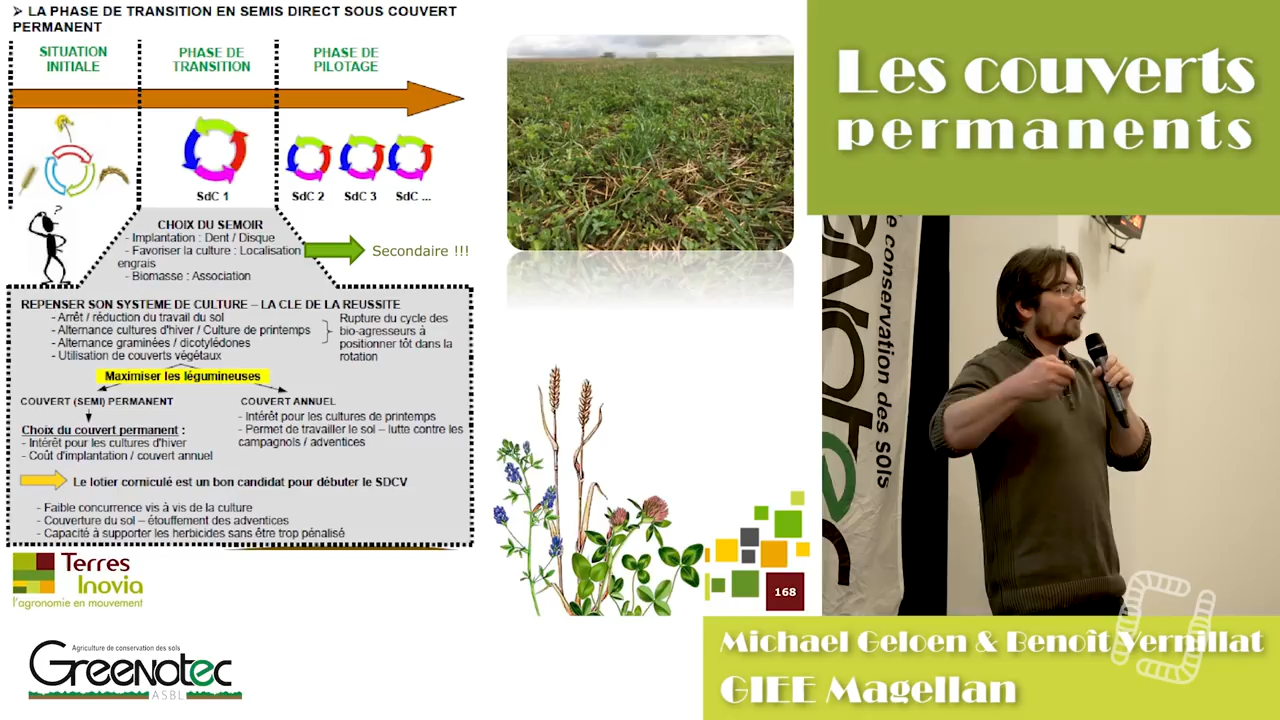 ➢ LA PHASE DE TRANSITION EN SEMIS DIRECT SOUS COUVERT
PERMANENT
SITUATION
INITIALE
PHASE DE
TRANSITION
PHASE DE
PILOTAGE
SdC 1
SdC 2
SdC 3
SdC ...
?
CHOIX DU SEMOIR
- Implantation : Dent / Disque
- Favoriser la culture : Localisation
engrais
- Biomasse : Association
Secondaire !!!
REPENSER SON SYSTEME DE CULTURE – LA CLE DE LA REUSSITE
- Arrêt / réduction du travail du sol
- Alternance cultures d'hiver / Culture de printemps
- Alternance graminées / dicotylédones
- Utilisation de couverts végétaux
Rupture du cycle des
bio-agresseurs à
positionner tôt dans la
rotation
Maximiser les légumineuses
COUVERT (SEMI) PERMANENT
Choix du couvert permanent :
- Intérêt pour les cultures d'hiver
- Coût d'implantation / couvert annuel
COUVERT ANNUEL
- Intérêt pour les cultures de printemps
- Permet de travailler le sol – lutte contre les
campagnols / adventices
Le lotier corniculé est un bon candidat pour débuter le SDCV
- Faible concurrence vis à vis de la culture
- Couverture du sol – étouffement des adventices
- Capacité à supporter les herbicides sans être trop pénalisé
Terres
Inovia
l'agronomie en mouvement
168
Agriculture de conservation des sols
Greenotec
ASBL
Les couverts
permanents
e conservation des sols
Michael Geloen & Benoît Vernillat
GIEE Magellan